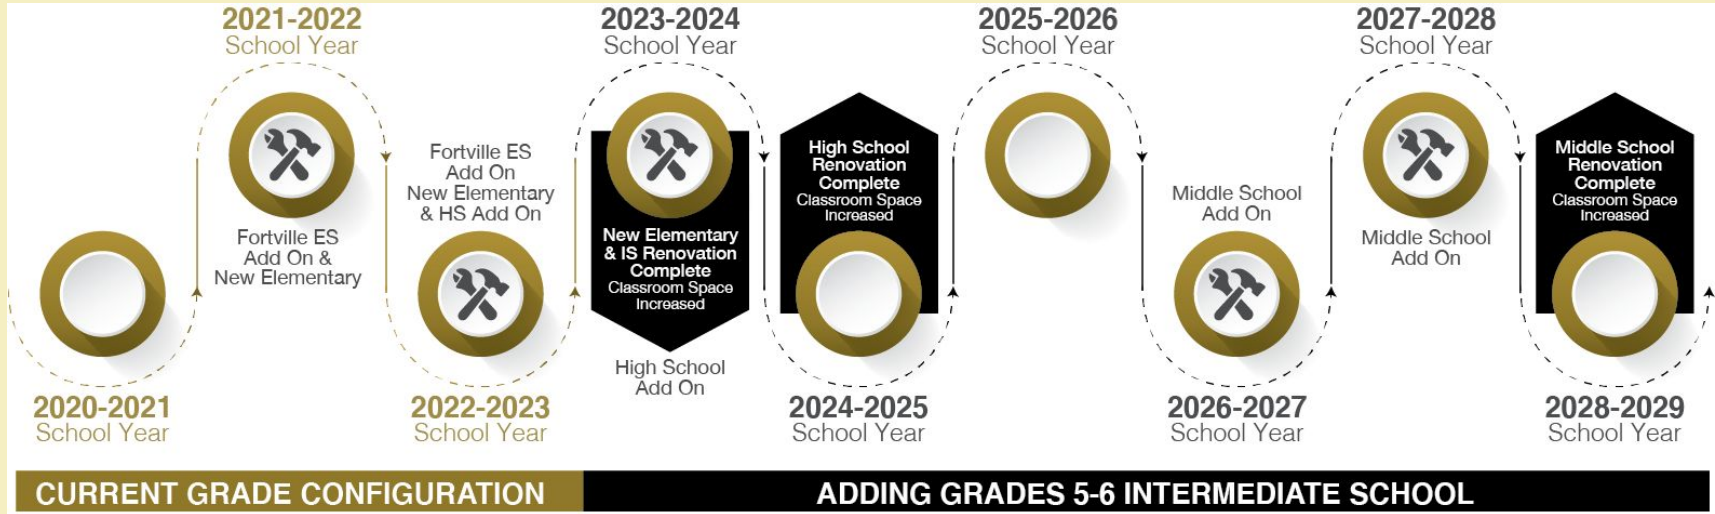 2020-2021
School Year
2021-2022
School Year
Fortville ES
Add On &
New Elementary
Fortville ES
Add On
New Elementary
& HS Add On
2022-2023
School Year
2023-2024
School Year
New Elementary
& IS Renovation
Complete
Classroom Space
Increased
High School
Add On
High School
Renovation
Complete
Classroom Space
Increased
2024-2025
School Year
2025-2026
School Year
Middle School
Add On
2026-2027
School Year
2027-2028
School Year
Middle School
Add On
Middle School
Renovation
Complete
Classroom Space
Increased
2028-2029
School Year
CURRENT GRADE CONFIGURATION
ADDING GRADES 5-6 INTERMEDIATE SCHOOL